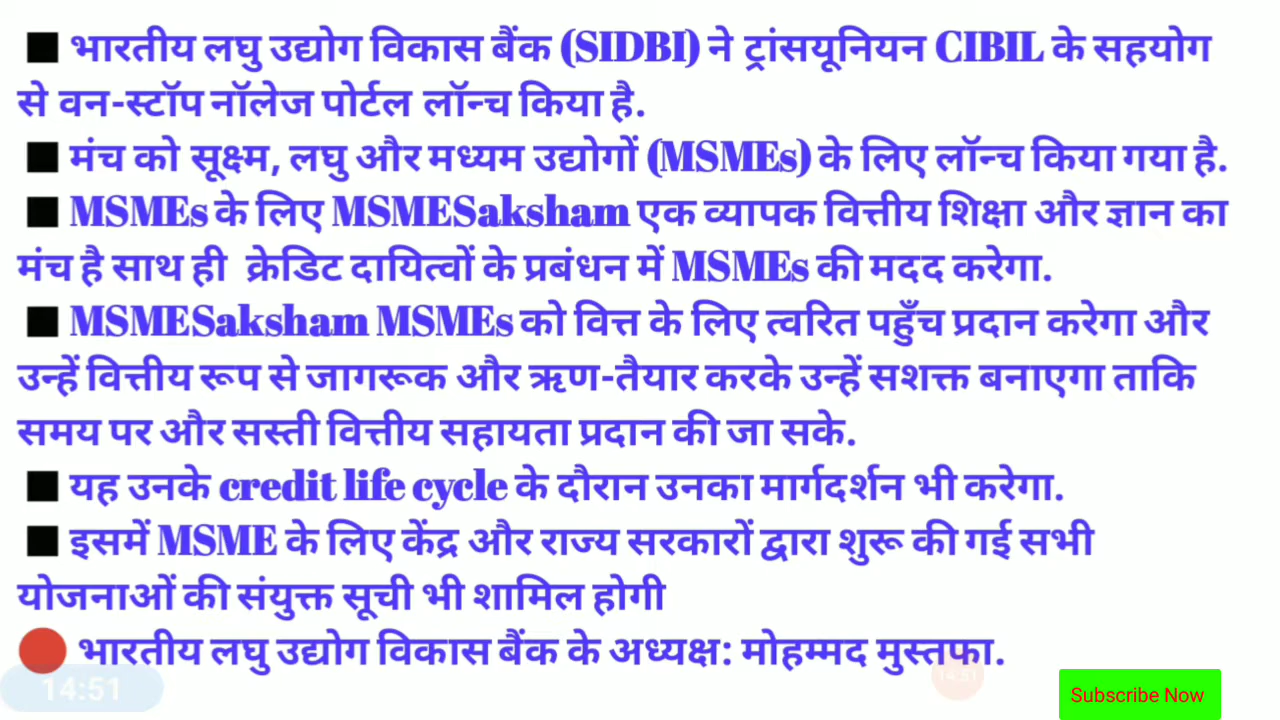 ■ भारतीय लघु उद्योग विकास बैंक (SIDBI) ने ट्रांसयूनियन CIBIL के सहयोग
से वन-स्टॉप नॉलेज पोर्टल लॉन्च किया है.
■ मंच को सूक्ष्म, लघु और मध्यम उद्योगों (MSMEs) के लिए लॉन्च किया गया है.
■ MSMEs के लिए MSMESaksham एक व्यापक वित्तीय शिक्षा और ज्ञान का
मंच है साथ ही क्रेडिट दायित्वों के प्रबंधन में MSMEs की मदद करेगा.
■ MSMESaksham MSMEs को वित्त के लिए त्वरित पहुँच प्रदान करेगा और
उन्हें वित्तीय रूप से जागरूक और ऋण-तैयार करके उन्हें सशक्त बनाएगा ताकि
समय पर और सस्ती वित्तीय सहायता प्रदान की जा सके.
■ यह उनके credit life cycle के दौरान उनका मार्गदर्शन भी करेगा.
■ इसमें MSME के लिए केंद्र और राज्य सरकारों द्वारा शुरू की गई सभी
योजनाओं की संयुक्त सूची भी शामिल होगी
🔴 भारतीय लघु उद्योग विकास बैंक के अध्यक्ष: मोहम्मद मुस्तफा.
14:51
14:51
Subscribe Now